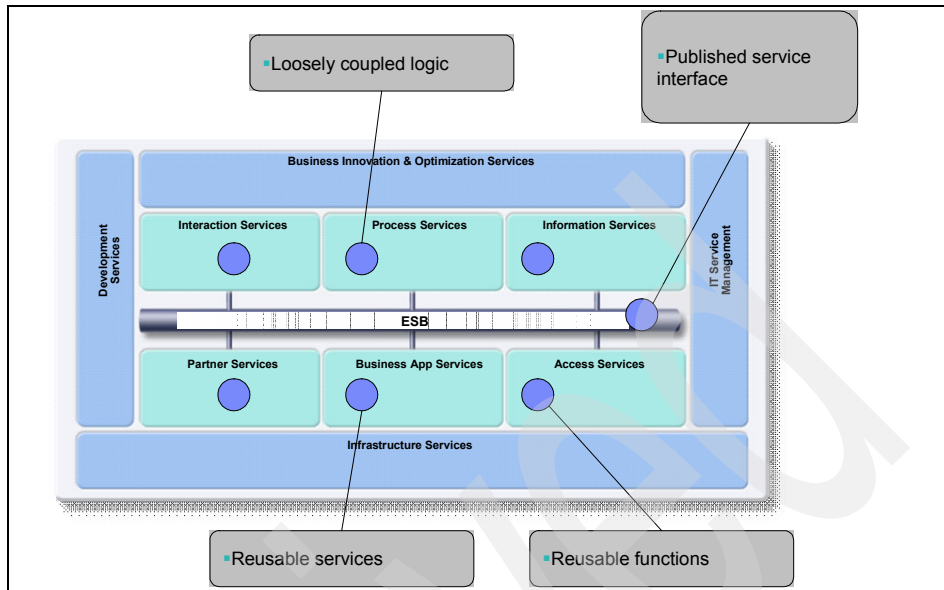 ▪Loosely coupled logic
▪Published service
interface
Business Innovation & Optimization Services
Development
Services
Interaction Services
Process Services
Information Services
IT Service
Management
ESB
Partner Services
Business App Services
Access Services
Infrastructure Services
▪Reusable services
▪Reusable functions